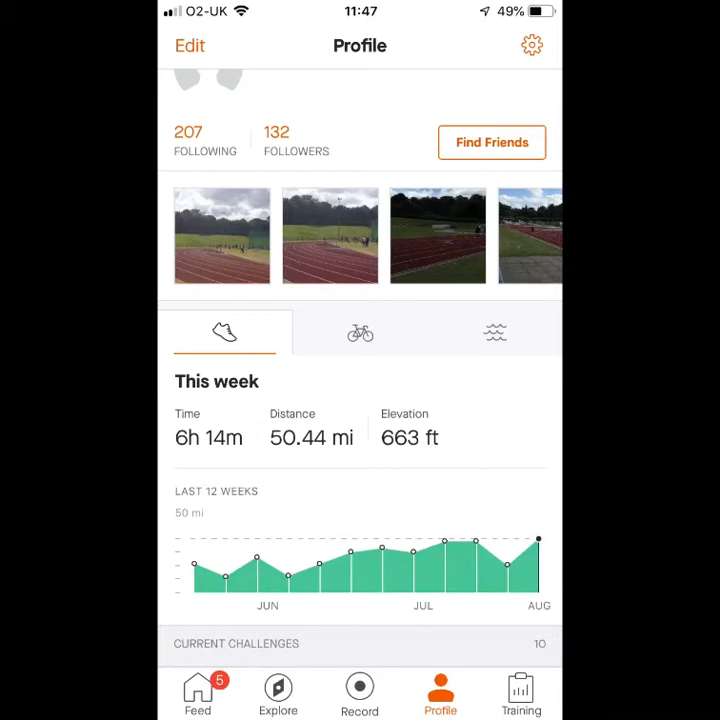 O2-UK 11:47 49%
Edit Profile
207 132
FOLLOWING FOLLOWERS Find Friends
This week
Time Distance Elevation
6h 14m 50.44 mi 663 ft
LAST 12 WEEKS
50 mi
JUN JUL AUG
CURRENT CHALLENGES 10
5
Feed Explore Record Profile Training